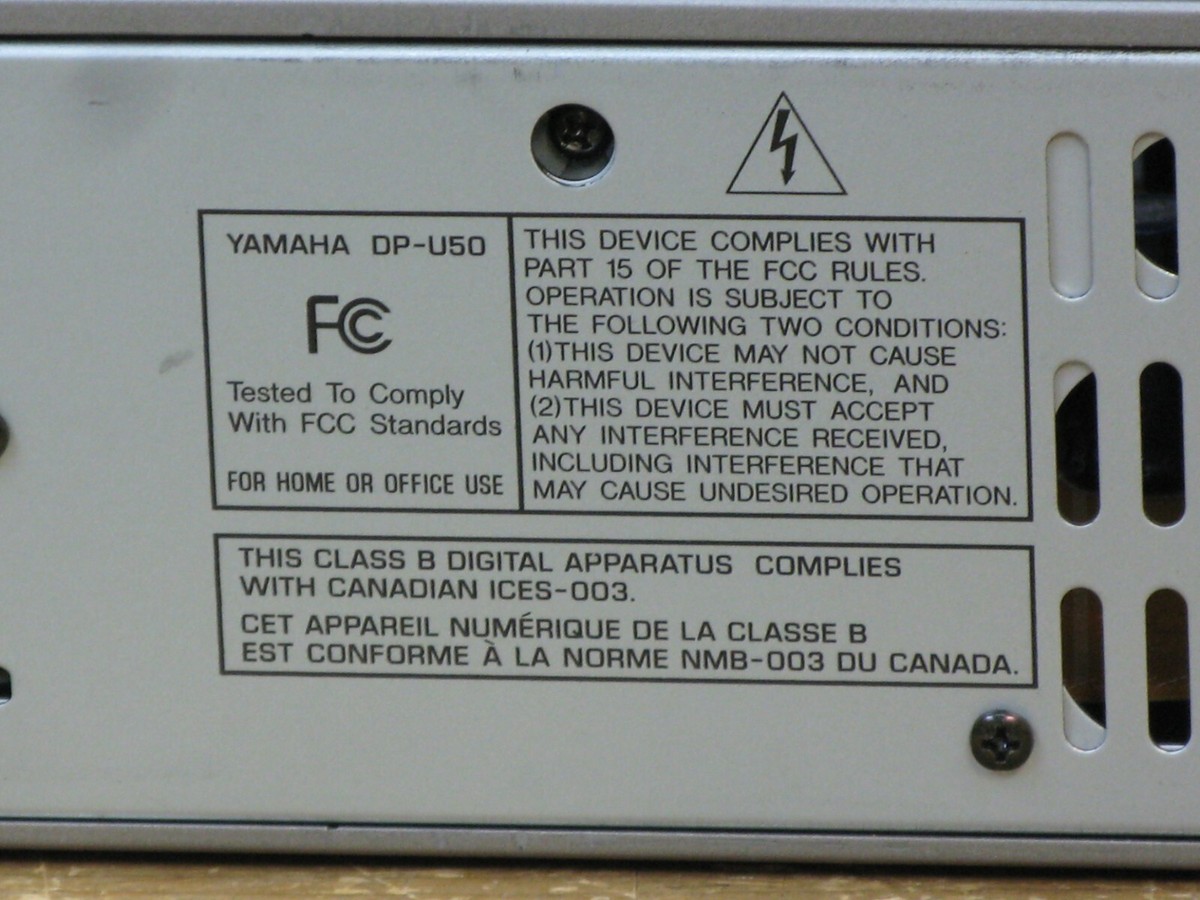 YAMAHA DP-U50
FC
Tested To Comply
With FCC Standards
FOR HOME OR OFFICE USE
THIS DEVICE COMPLIES WITH
PART 15 OF THE FCC RULES.
OPERATION IS SUBJECT TO
THE FOLLOWING TWO CONDITIONS:
(1)THIS DEVICE MAY NOT CAUSE
HARMFUL INTERFERENCE, AND
(2)THIS DEVICE MUST ACCEPT
ANY INTERFERENCE RECEIVED,
INCLUDING INTERFERENCE THAT
MAY CAUSE UNDESIRED OPERATION.
THIS CLASS B DIGITAL APPARATUS COMPLIES
WITH CANADIAN ICES-003.
CET APPAREIL NUMÉRIQUE DE LA CLASSE B
EST CONFORME À LA NORME NMB-003 DU CANADA.